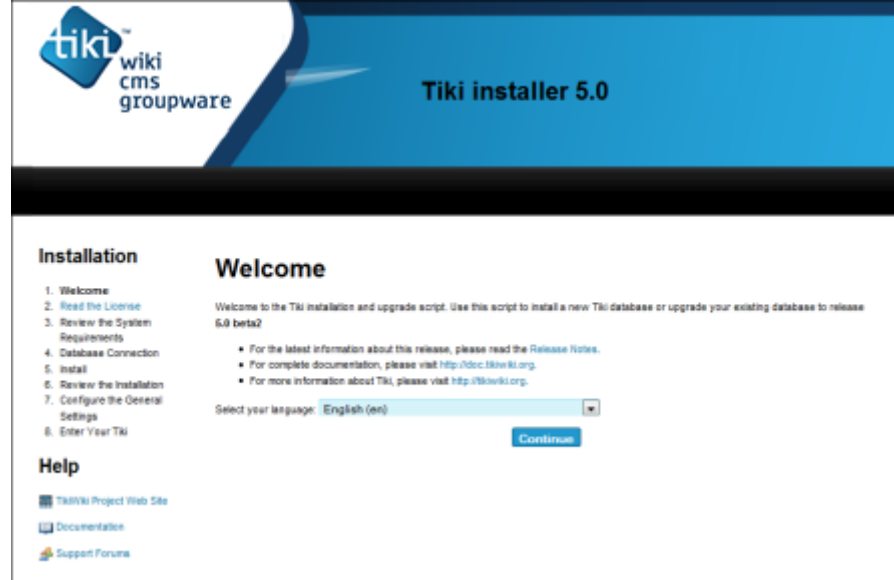 tiki™
wiki
cms
groupware
Tiki installer 5.0
Installation
1. Welcome
2. Read the License
3. Review the System
Requirements
4. Database Connection
5. Install
6. Review the Installation
7. Configure the General
Settings
8. Enter Your Tiki
Help
TikiWiki Project Web Site
Documentation
Support Forums
Welcome
Welcome to the Tiki installation and upgrade script. Use this script to install a new Tiki database or upgrade your existing database to release
5.0 beta2
• For the latest information about this release, please read the Release Notes.
• For complete documentation, please visit http://doc.tikiwiki.org.
• For more information about Tiki, please visit http://tikiwiki.org.
Select your language: English (en)
Continue